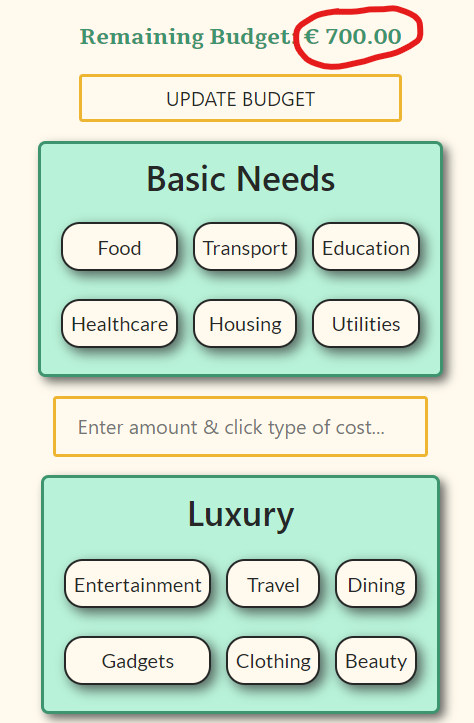 Remaining Budget: € 700.00
UPDATE BUDGET
Basic Needs
Food Transport Education
Healthcare Housing Utilities
Enter amount & click type of cost...
Luxury
Entertainment Travel Dining
Gadgets Clothing Beauty